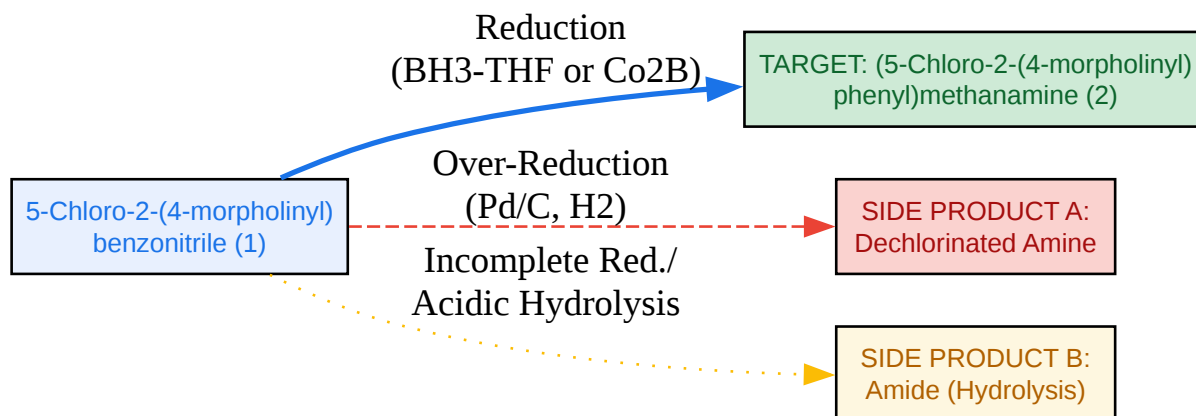 Reduction
(BH3-THF or Co2B)
TARGET: (5-Chloro-2-(4-morpholinyl)
phenyl)methanamine (2)
Over-Reduction
(Pd/C, H2)
5-Chloro-2-(4-morpholinyl)
benzonitrile (1)
SIDE PRODUCT A:
Dechlorinated Amine
Incomplete Red./
Acidic Hydrolysis
SIDE PRODUCT B:
Amide (Hydrolysis)